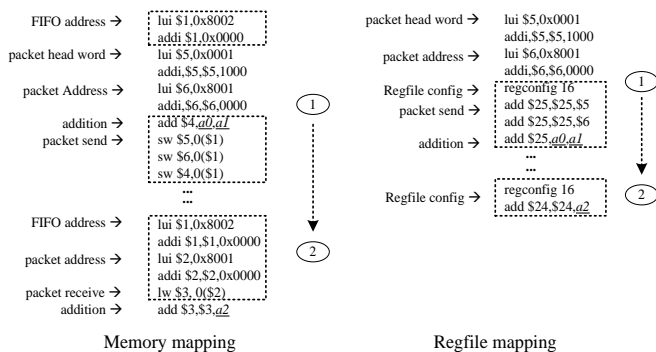 FIFO address → lui $1,0x8002
addi $1,0x0000
packet head word → lui $5,0x0001
addi,$5,$5,1000
packet Address → lui $6,0x8001
addi,$6,$6,0000
addition → add $4,a0,a1
packet send → sw $5,0($1)
sw $6,0($1)
sw $4,0($1)
...
...
FIFO address → lui $1,0x8002
addi $1,$1,0x0000
packet address → lui $2,0x8001
addi $2,$2,0x0000
packet receive → lw $3, 0($2)
addition → add $3,$3,a2
1
2
Memory mapping
packet head word → lui $5,0x0001
addi,$5,$5,1000
packet address → lui $6,0x8001
addi,$6,$6,0000
Regfile config → regconfig 16
packet send → add $25,$25,$5
add $25,$25,$6
addition → add $25,a0,a1
...
...
Regfile config → regconfig 16
add $24,$24,a2
1
2
Regfile mapping